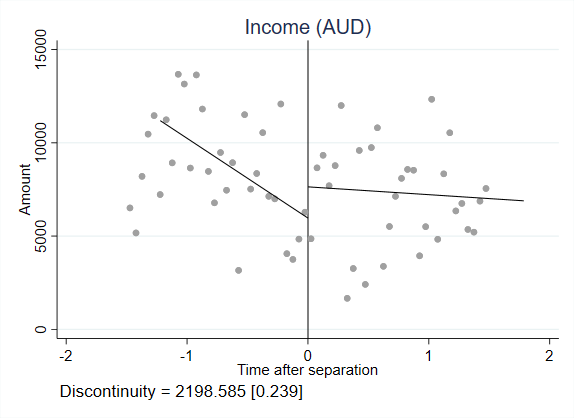 Income (AUD)
15000
10000
5000
0
Amount
-2
-1
0
1
2
Time after separation
Discontinuity = 2198.585 [0.239]